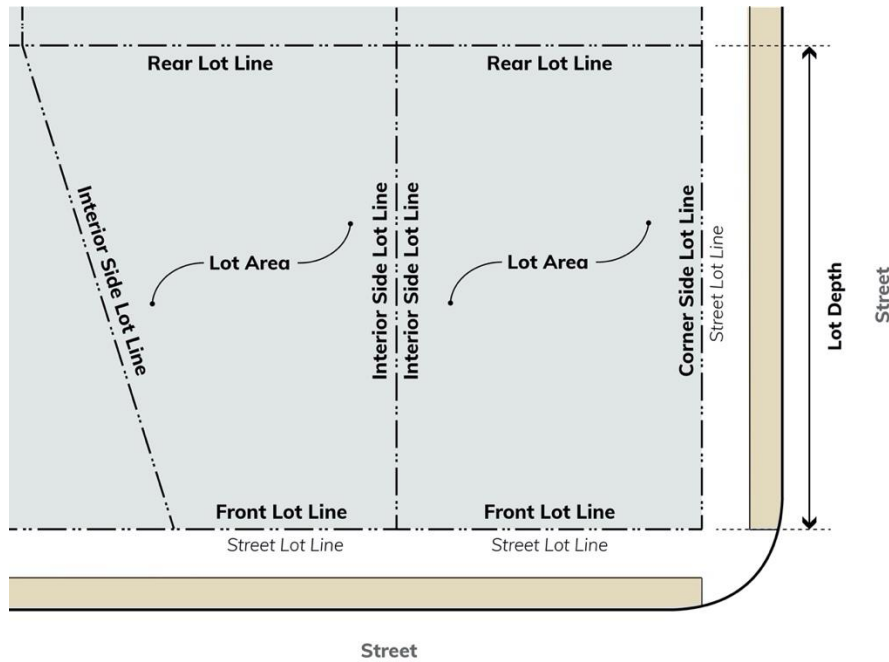 Rear Lot Line
Rear Lot Line
Interior Side Lot Line
Lot Area
Interior Side Lot Line
Interior Side Lot Line
Lot Area
Corner Side Lot Line
Street Lot Line
Lot Depth
Street
Front Lot Line
Front Lot Line
Street Lot Line
Street Lot Line
Street